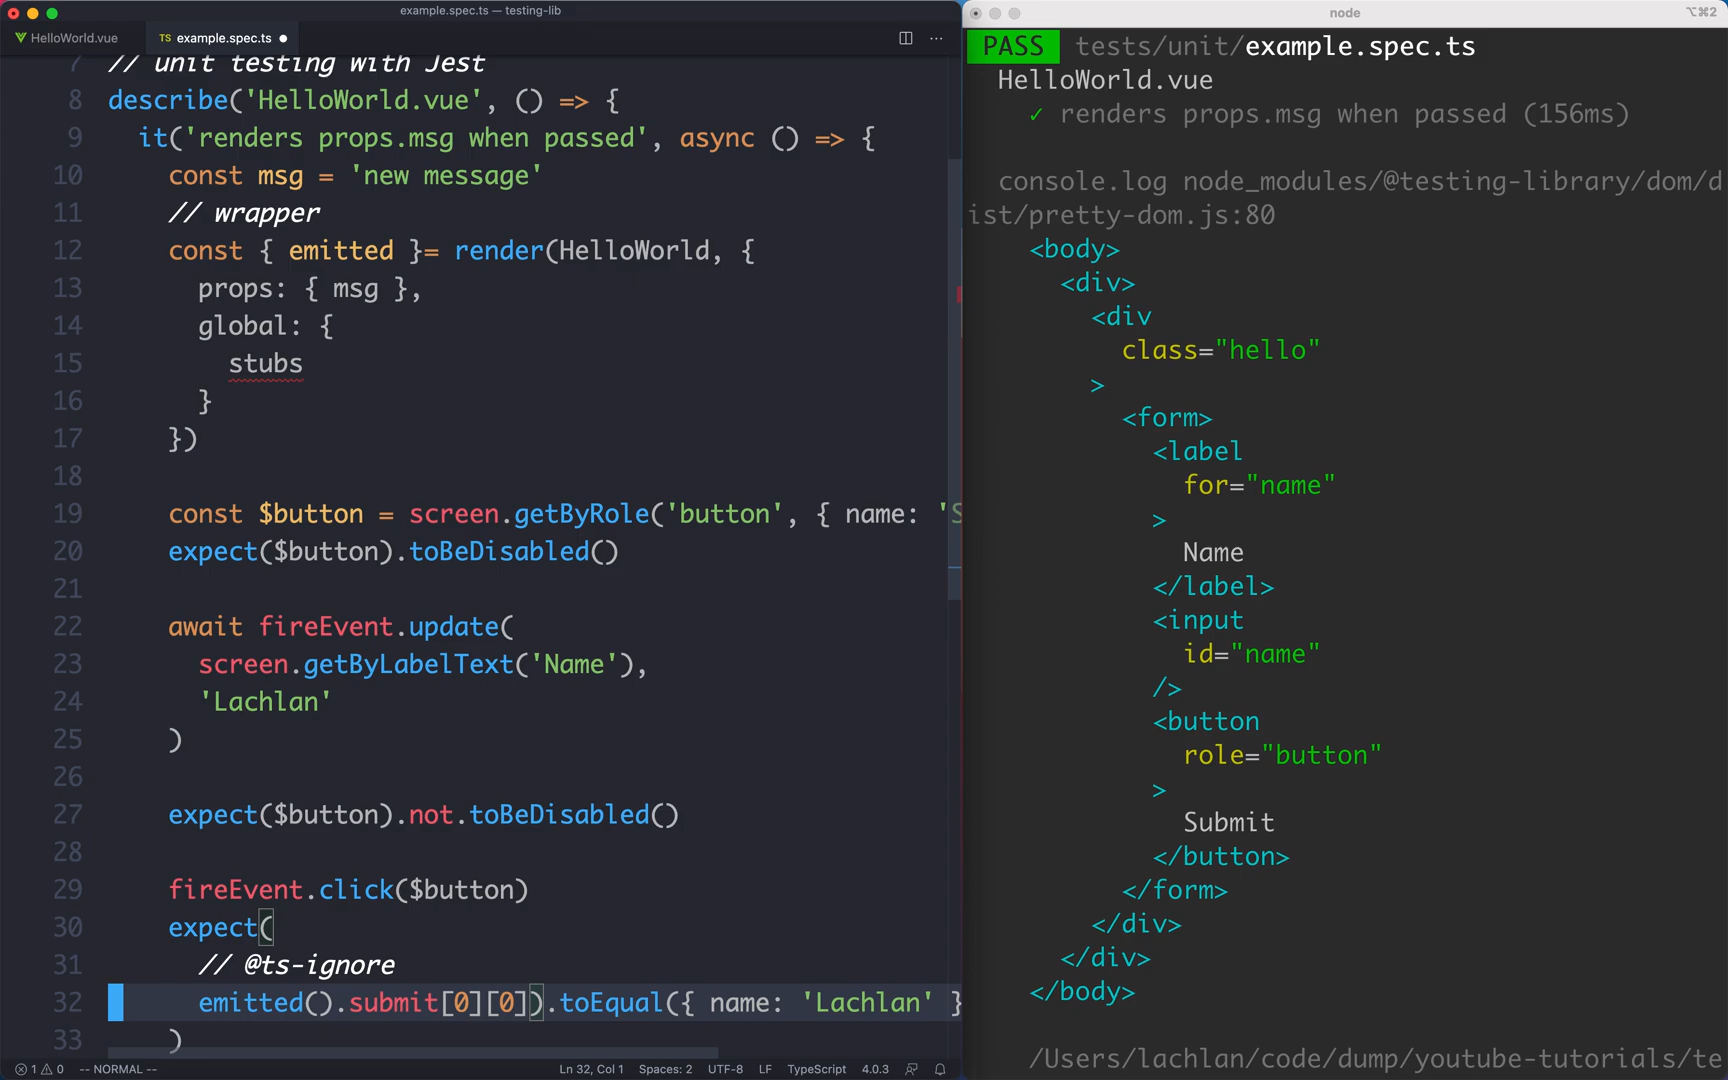 example.spec.ts — testing-lib
HelloWorld.vue
TS example.spec.ts
7 // unit testing with Jest
8 describe('HelloWorld.vue', () => {
9 it('renders props.msg when passed', async () => {
10 const msg = 'new message'
11 // wrapper
12 const { emitted }= render(HelloWorld, {
13 props: { msg },
14 global: {
15 stubs
16 }
17 })
18
19 const $button = screen.getByRole('button', { name: 'S
20 expect($button).toBeDisabled()
21
22 await fireEvent.update(
23 screen.getByLabelText('Name'),
24 'Lachlan'
25 )
26
27 expect($button).not.toBeDisabled()
28
29 fireEvent.click($button)
30 expect(
31 // @ts-ignore
32 emitted().submit[0][0]).toEqual({ name: 'Lachlan' }
33 )
1 0 -- NORMAL -- Ln 32, Col 1 Spaces: 2 UTF-8 LF TypeScript 4.0.3
node ⌥⌘2
PASS tests/unit/example.spec.ts
HelloWorld.vue
✓ renders props.msg when passed (156ms)
console.log node_modules/@testing-library/dom/d
ist/pretty-dom.js:80
<body>
<div>
<div
class="hello"
>
<form>
<label
for="name"
>
Name
</label>
<input
id="name"
/>
<button
role="button"
>
Submit
</button>
</form>
</div>
</div>
</body>
/Users/lachlan/code/dump/youtube-tutorials/te